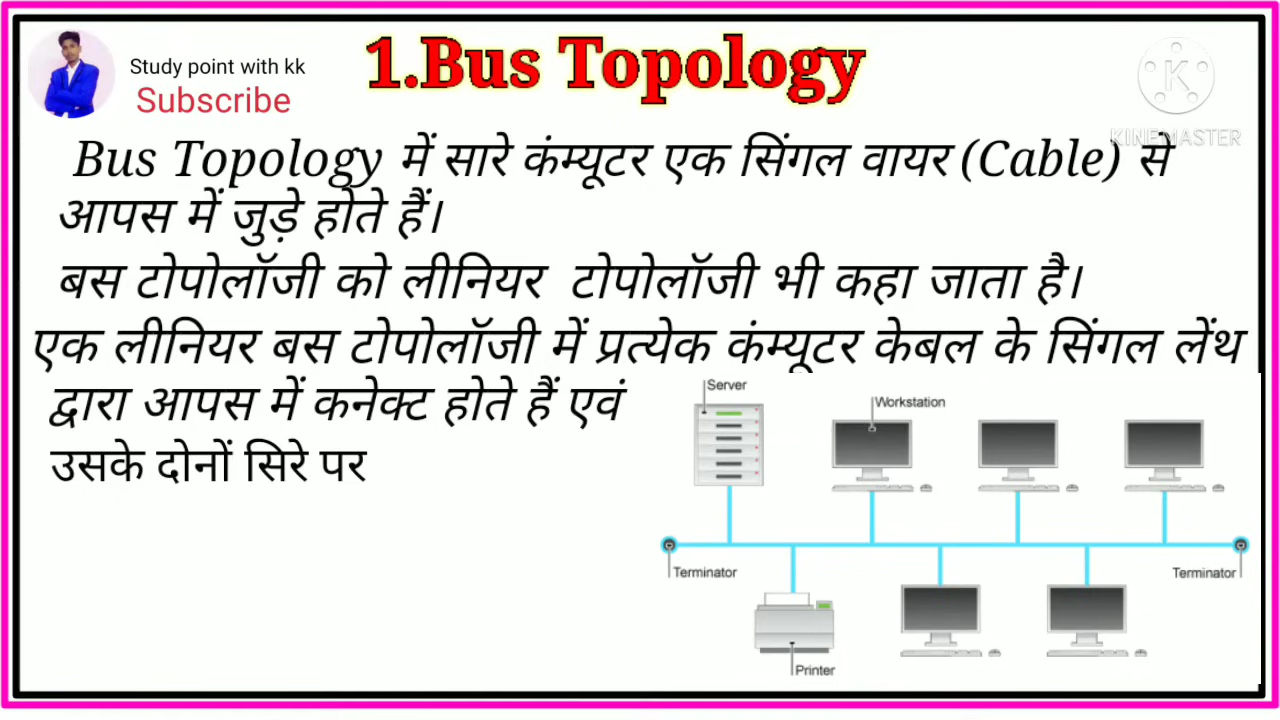 Study point with kk
Subscribe
1.Bus Topology
KINEMASTER
Bus Topology में सारे कंम्यूटर एक सिंगल वायर (Cable) से
आपस में जुड़े होते हैं।
बस टोपोलॉजी को लीनियर टोपोलॉजी भी कहा जाता है।
एक लीनियर बस टोपोलॉजी में प्रत्येक कंम्यूटर केबल के सिंगल लेंथ
द्वारा आपस में कनेक्ट होते हैं एवं
उसके दोनों सिरे पर
Server
Workstation
Terminator
Terminator
Printer